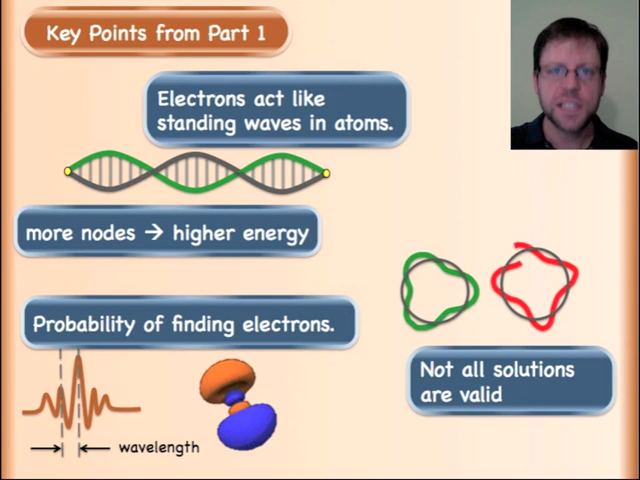 Key Points from Part 1
Electrons act like
standing waves in atoms.
more nodes → higher energy
Probability of finding electrons.
Not all solutions
are valid
wavelength